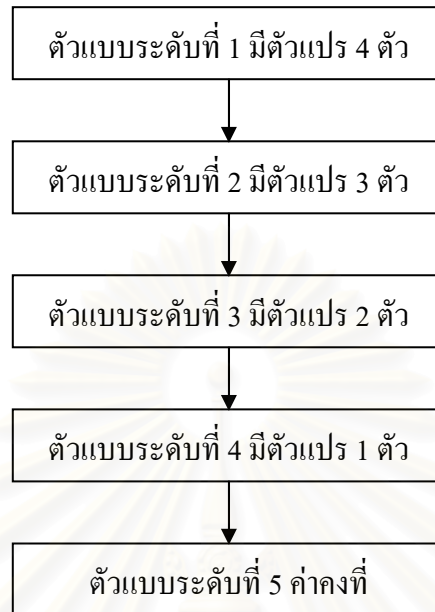 ตัวแบบระดับที่ 1 มีตัวแปร 4 ตัว
ตัวแบบระดับที่ 2 มีตัวแปร 3 ตัว
ตัวแบบระดับที่ 3 มีตัวแปร 2 ตัว
ตัวแบบระดับที่ 4 มีตัวแปร 1 ตัว
ตัวแบบระดับที่ 5 ค่าคงที่